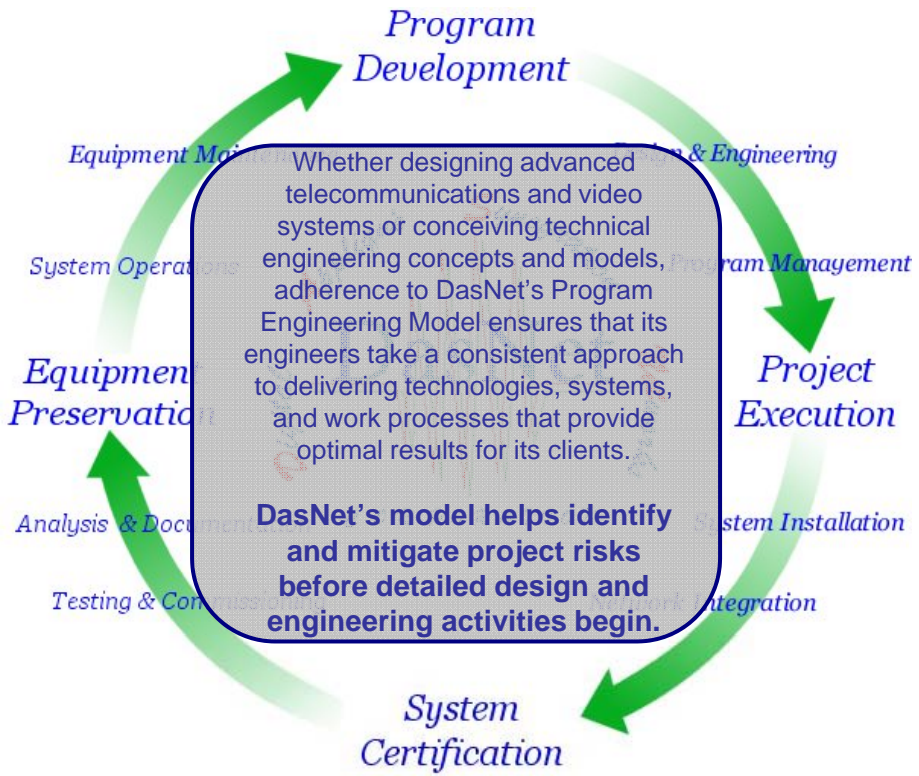 Program
Development
Equipment Maintenance
Design & Engineering
System Operations
Program Management
Equipment
Preservation
Project
Execution
Analysis & Documentation
System Installation
Testing & Commissioning
Network Integration
System
Certification
Whether designing advanced
telecommunications and video
systems or conceiving technical
engineering concepts and models,
adherence to DasNet’s Program
Engineering Model ensures that its
engineers take a consistent approach
to delivering technologies, systems,
and work processes that provide
optimal results for its clients.
DasNet’s model helps identify
and mitigate project risks
before detailed design and
engineering activities begin.
DasNet